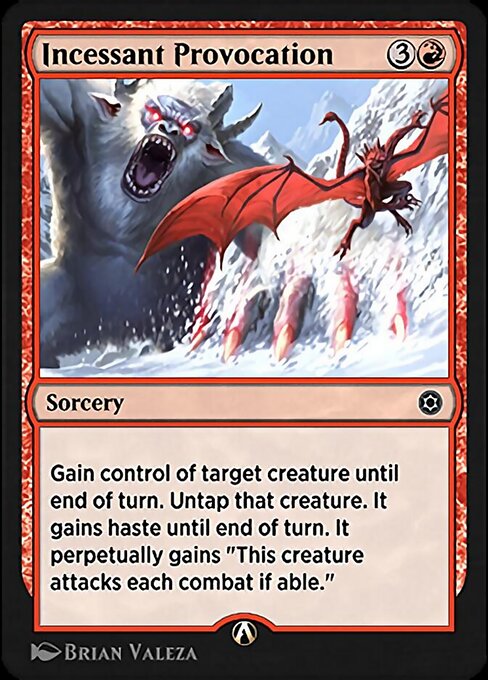 Incessant Provocation 3
Sorcery
Gain control of target creature until
end of turn. Untap that creature. It
gains haste until end of turn. It
perpetually gains "This creature
attacks each combat if able."
Brian Valeza